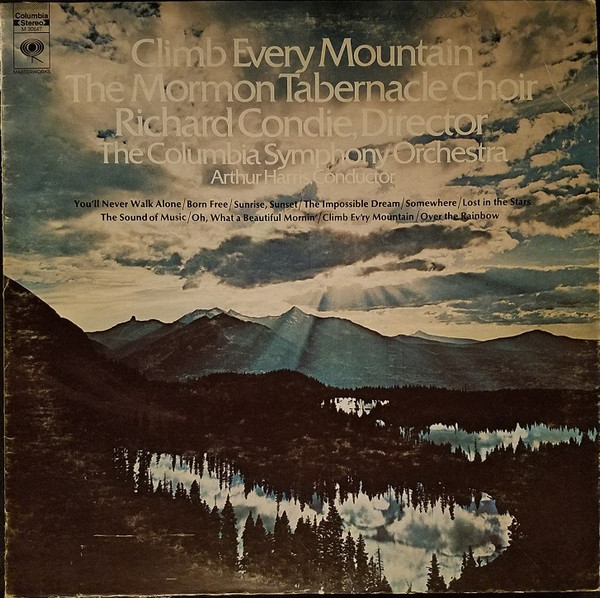 Columbia
Stereo
M 30647
MASTERWORKS
Climb Every Mountain
The Mormon Tabernacle Choir
Richard Condie, Director
The Columbia Symphony Orchestra
Arthur Harris, Conductor
You'll Never Walk Alone/Born Free/Sunrise, Sunset/The Impossible Dream/Somewhere/Lost in the Stars
The Sound of Music/Oh, What a Beautiful Mornin'/Climb Ev'ry Mountain/Over the Rainbow